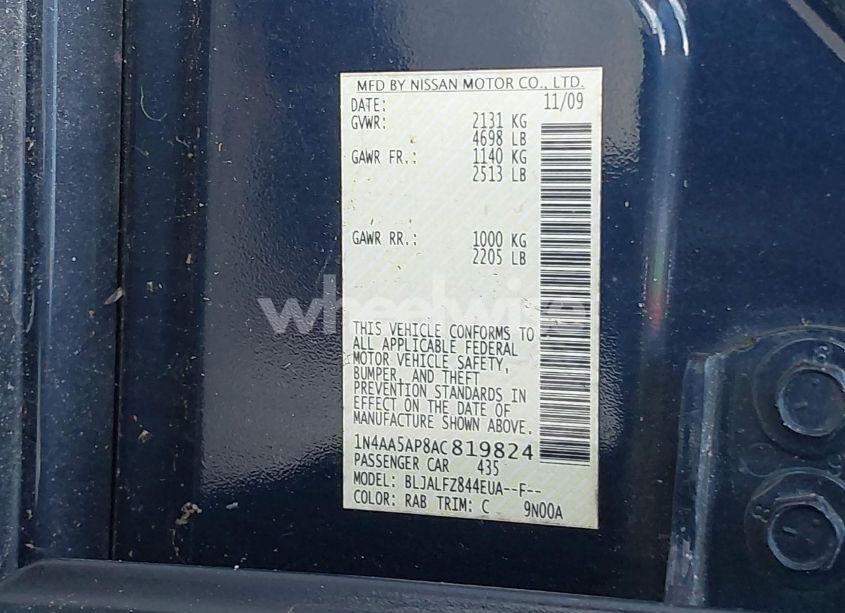 MFD BY NISSAN MOTOR CO., LTD.
DATE: 11/09
GVWR: 2131 KG
4698 LB
GAWR FR.: 1140 KG
2513 LB
GAWR RR.: 1000 KG
2205 LB
wheelwise
THIS VEHICLE CONFORMS TO
ALL APPLICABLE FEDERAL
MOTOR VEHICLE SAFETY,
BUMPER, AND THEFT
PREVENTION STANDARDS IN
EFFECT ON THE DATE OF
MANUFACTURE SHOWN ABOVE.
1N4AA5AP8AC819824
PASSENGER CAR 435
MODEL: BLJALFZ844EUA--F--
COLOR: RAB TRIM: C 9N00A